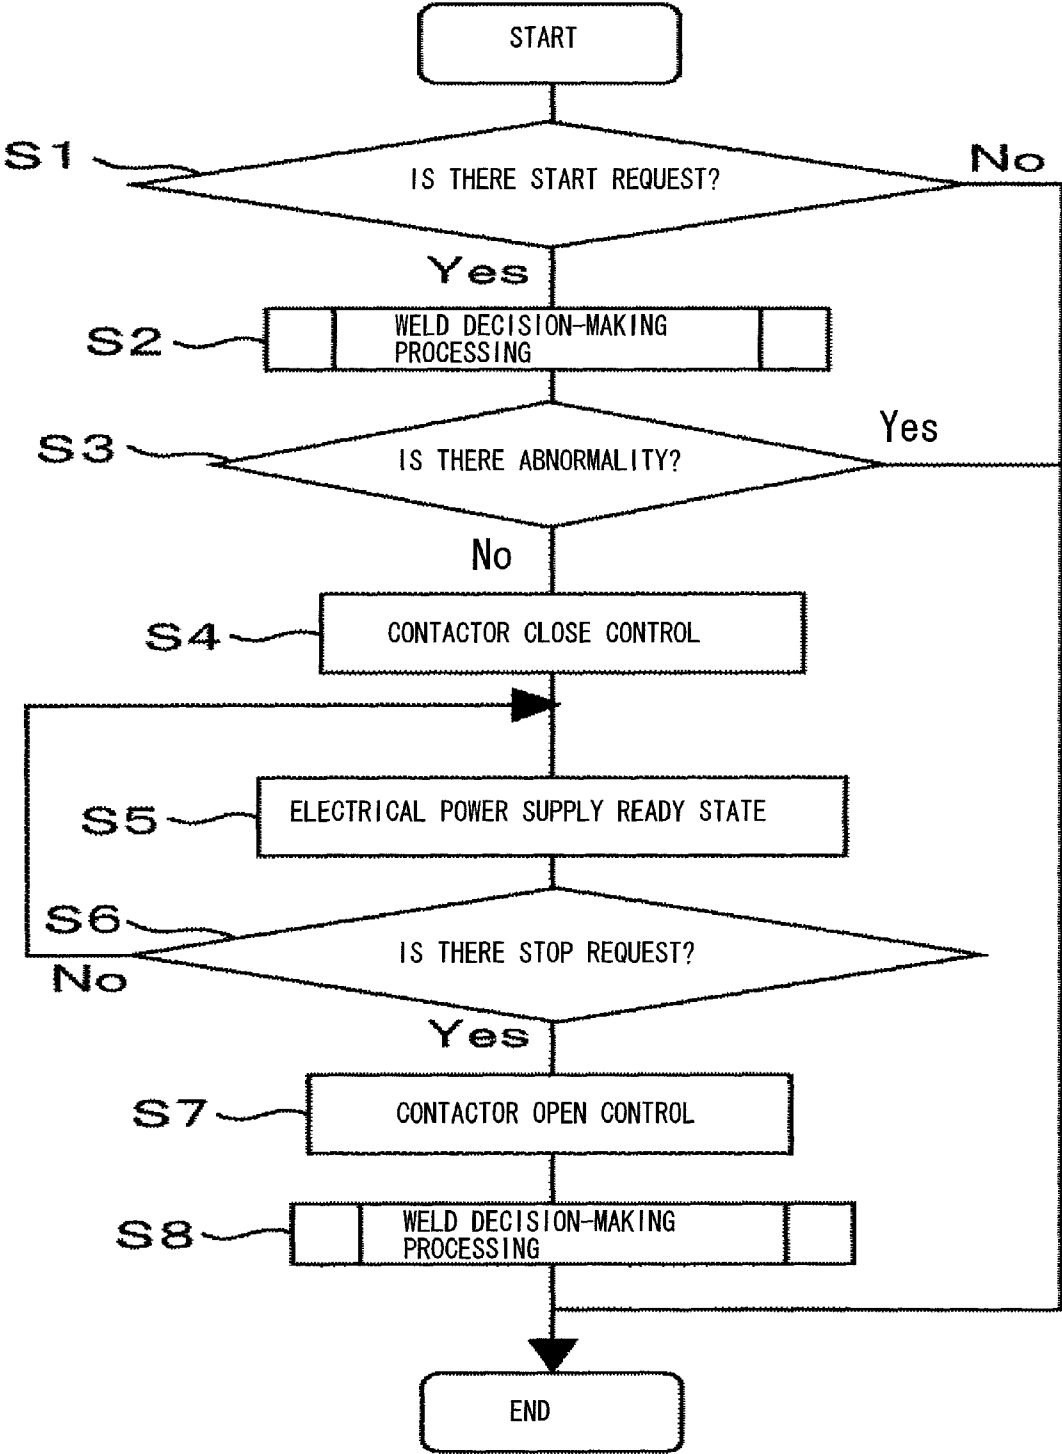 START
S1
IS THERE START REQUEST?
No
Yes
S2
WELD DECISION-MAKING
PROCESSING
S3
IS THERE ABNORMALITY?
Yes
No
S4
CONTACTOR CLOSE CONTROL
S5
ELECTRICAL POWER SUPPLY READY STATE
S6
IS THERE STOP REQUEST?
No
Yes
S7
CONTACTOR OPEN CONTROL
S8
WELD DECISION-MAKING
PROCESSING
END